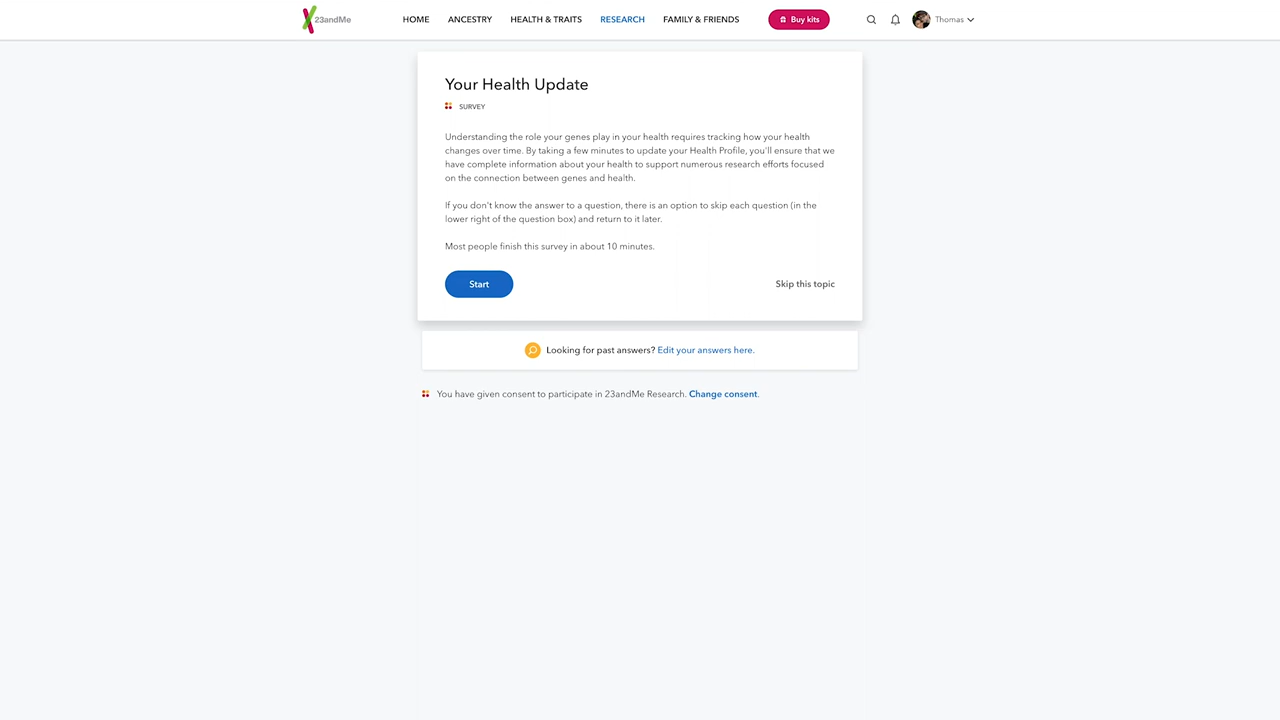 23andMe
HOME
ANCESTRY
HEALTH & TRAITS
RESEARCH
FAMILY & FRIENDS
Buy kits
Thomas
Your Health Update
SURVEY
Understanding the role your genes play in your health requires tracking how your health
changes over time. By taking a few minutes to update your Health Profile, you'll ensure that we
have complete information about your health to support numerous research efforts focused
on the connection between genes and health.
If you don't know the answer to a question, there is an option to skip each question (in the
lower right of the question box) and return to it later.
Most people finish this survey in about 10 minutes.
Start
Skip this topic
Looking for past answers? Edit your answers here.
You have given consent to participate in 23andMe Research. Change consent.